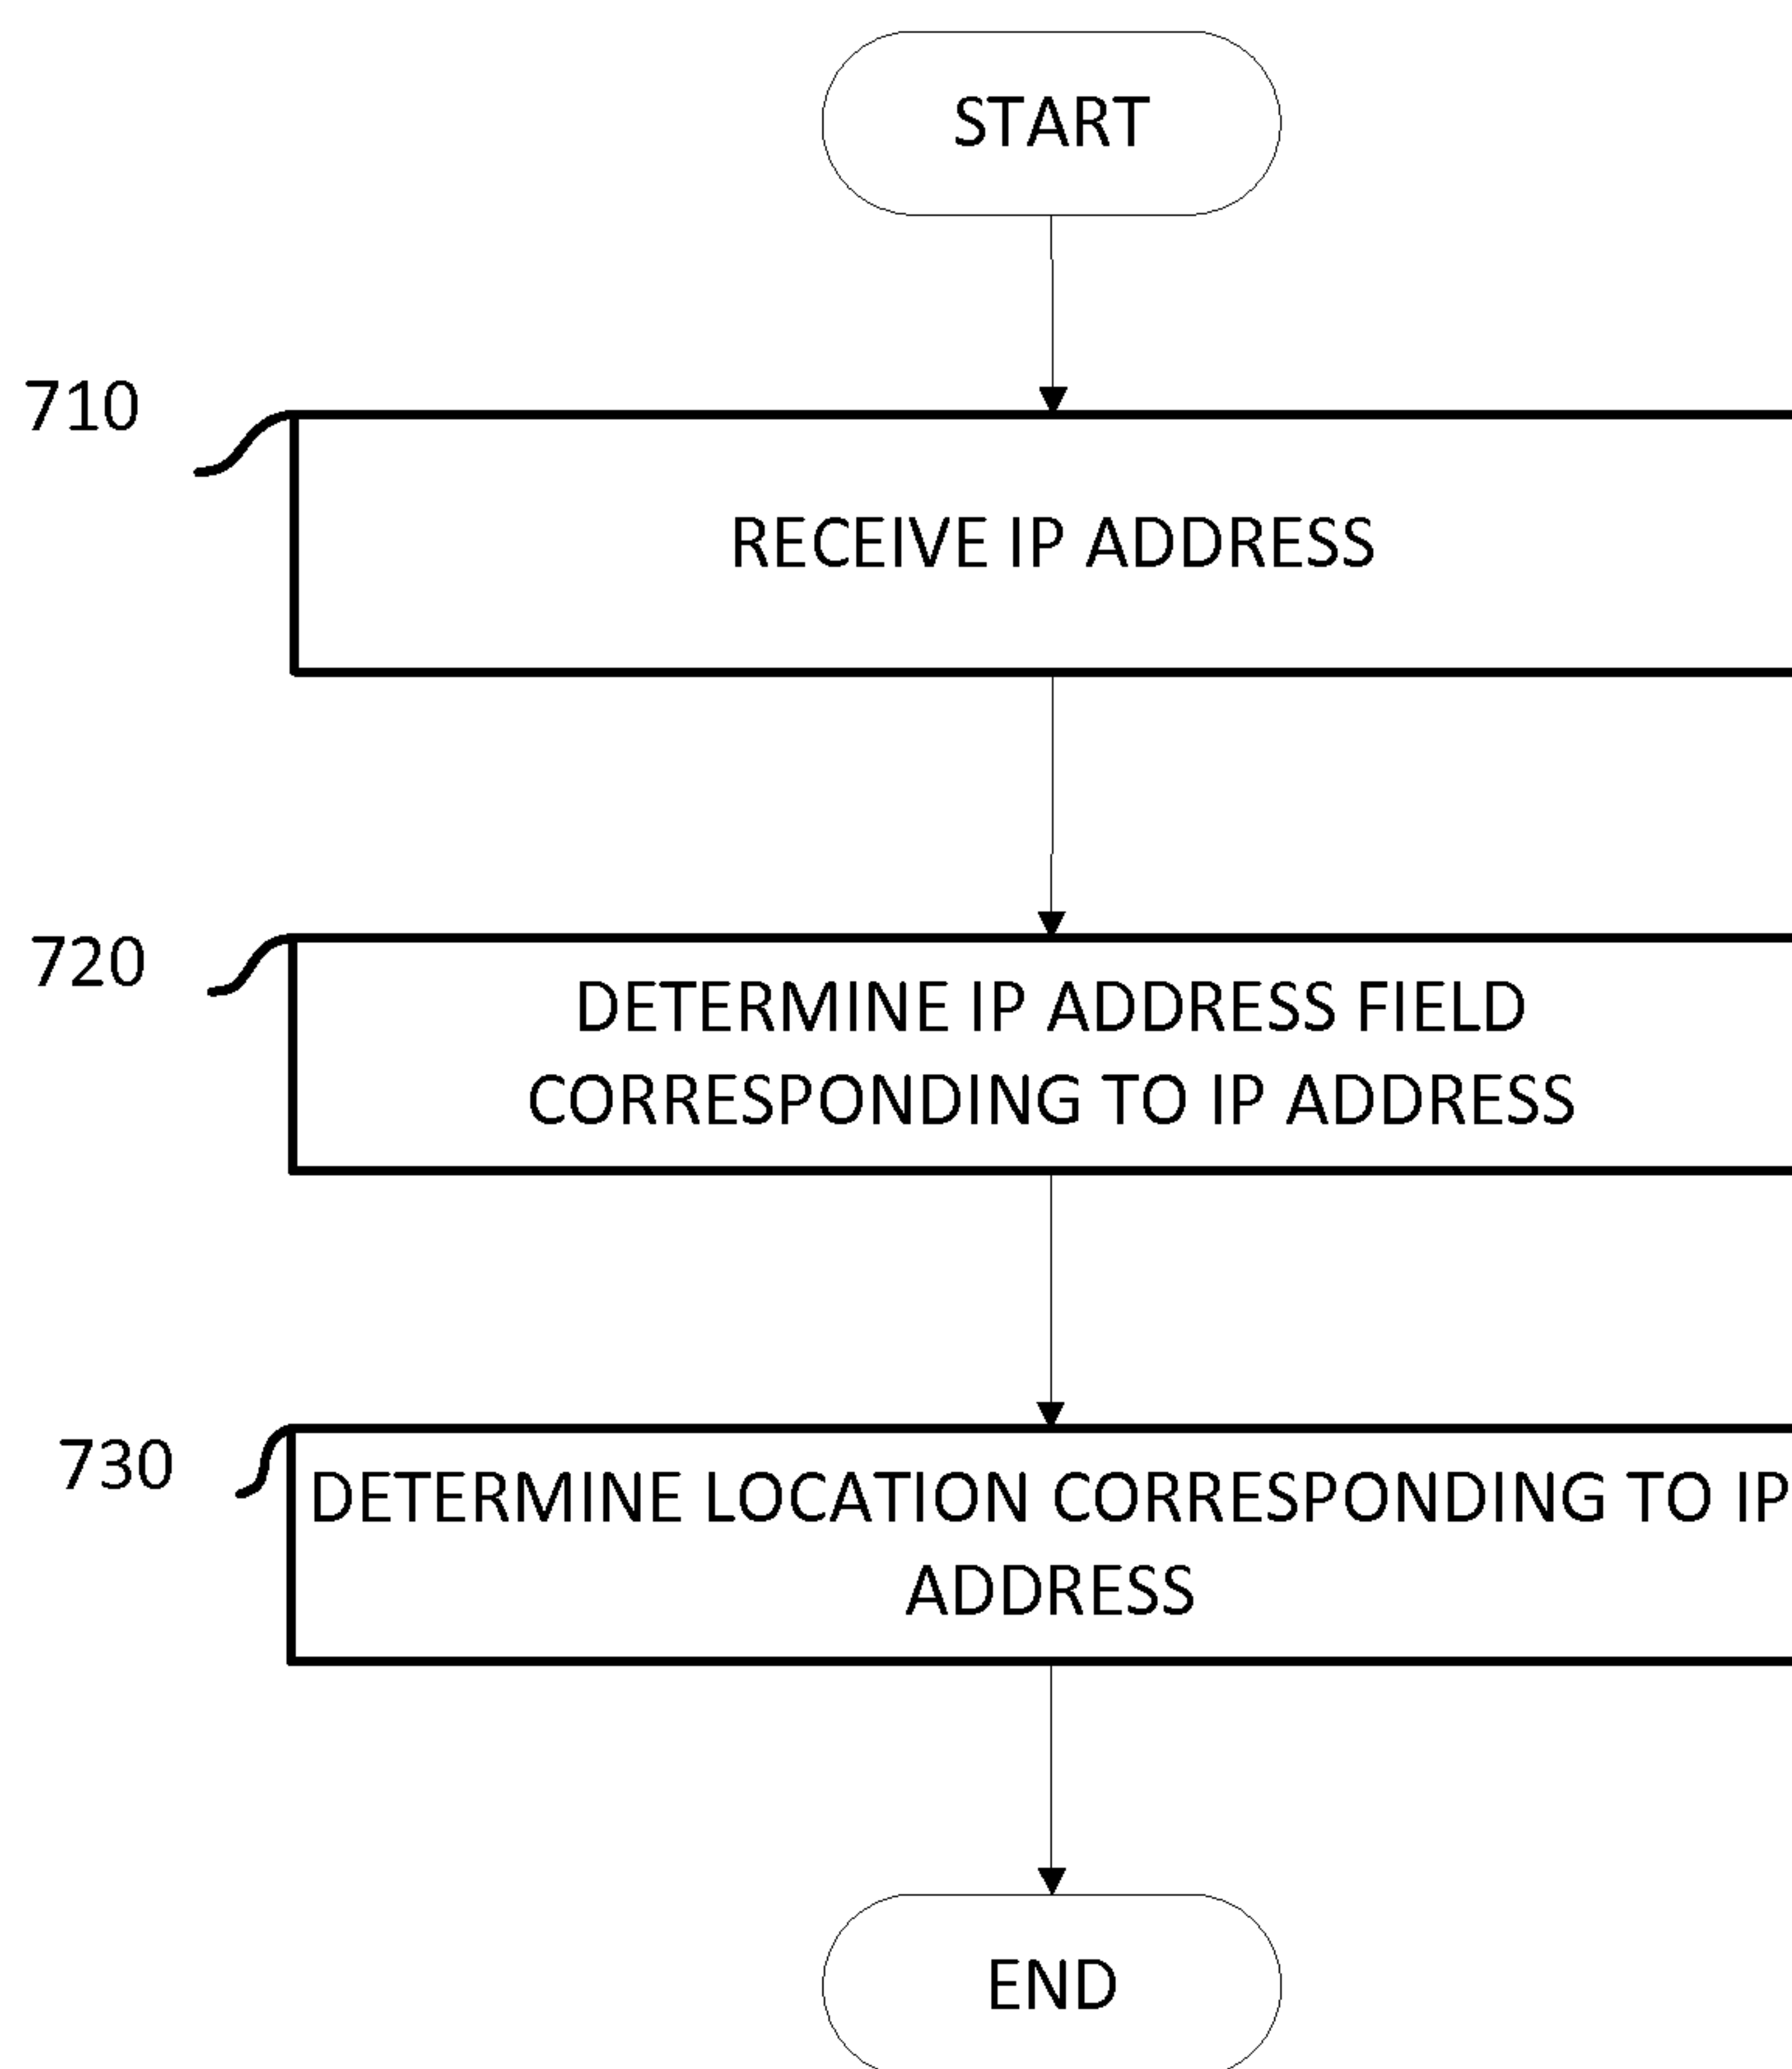 START
710
RECEIVE IP ADDRESS
720
DETERMINE IP ADDRESS FIELD
CORRESPONDING TO IP ADDRESS
730
DETERMINE LOCATION CORRESPONDING TO IP
ADDRESS
END